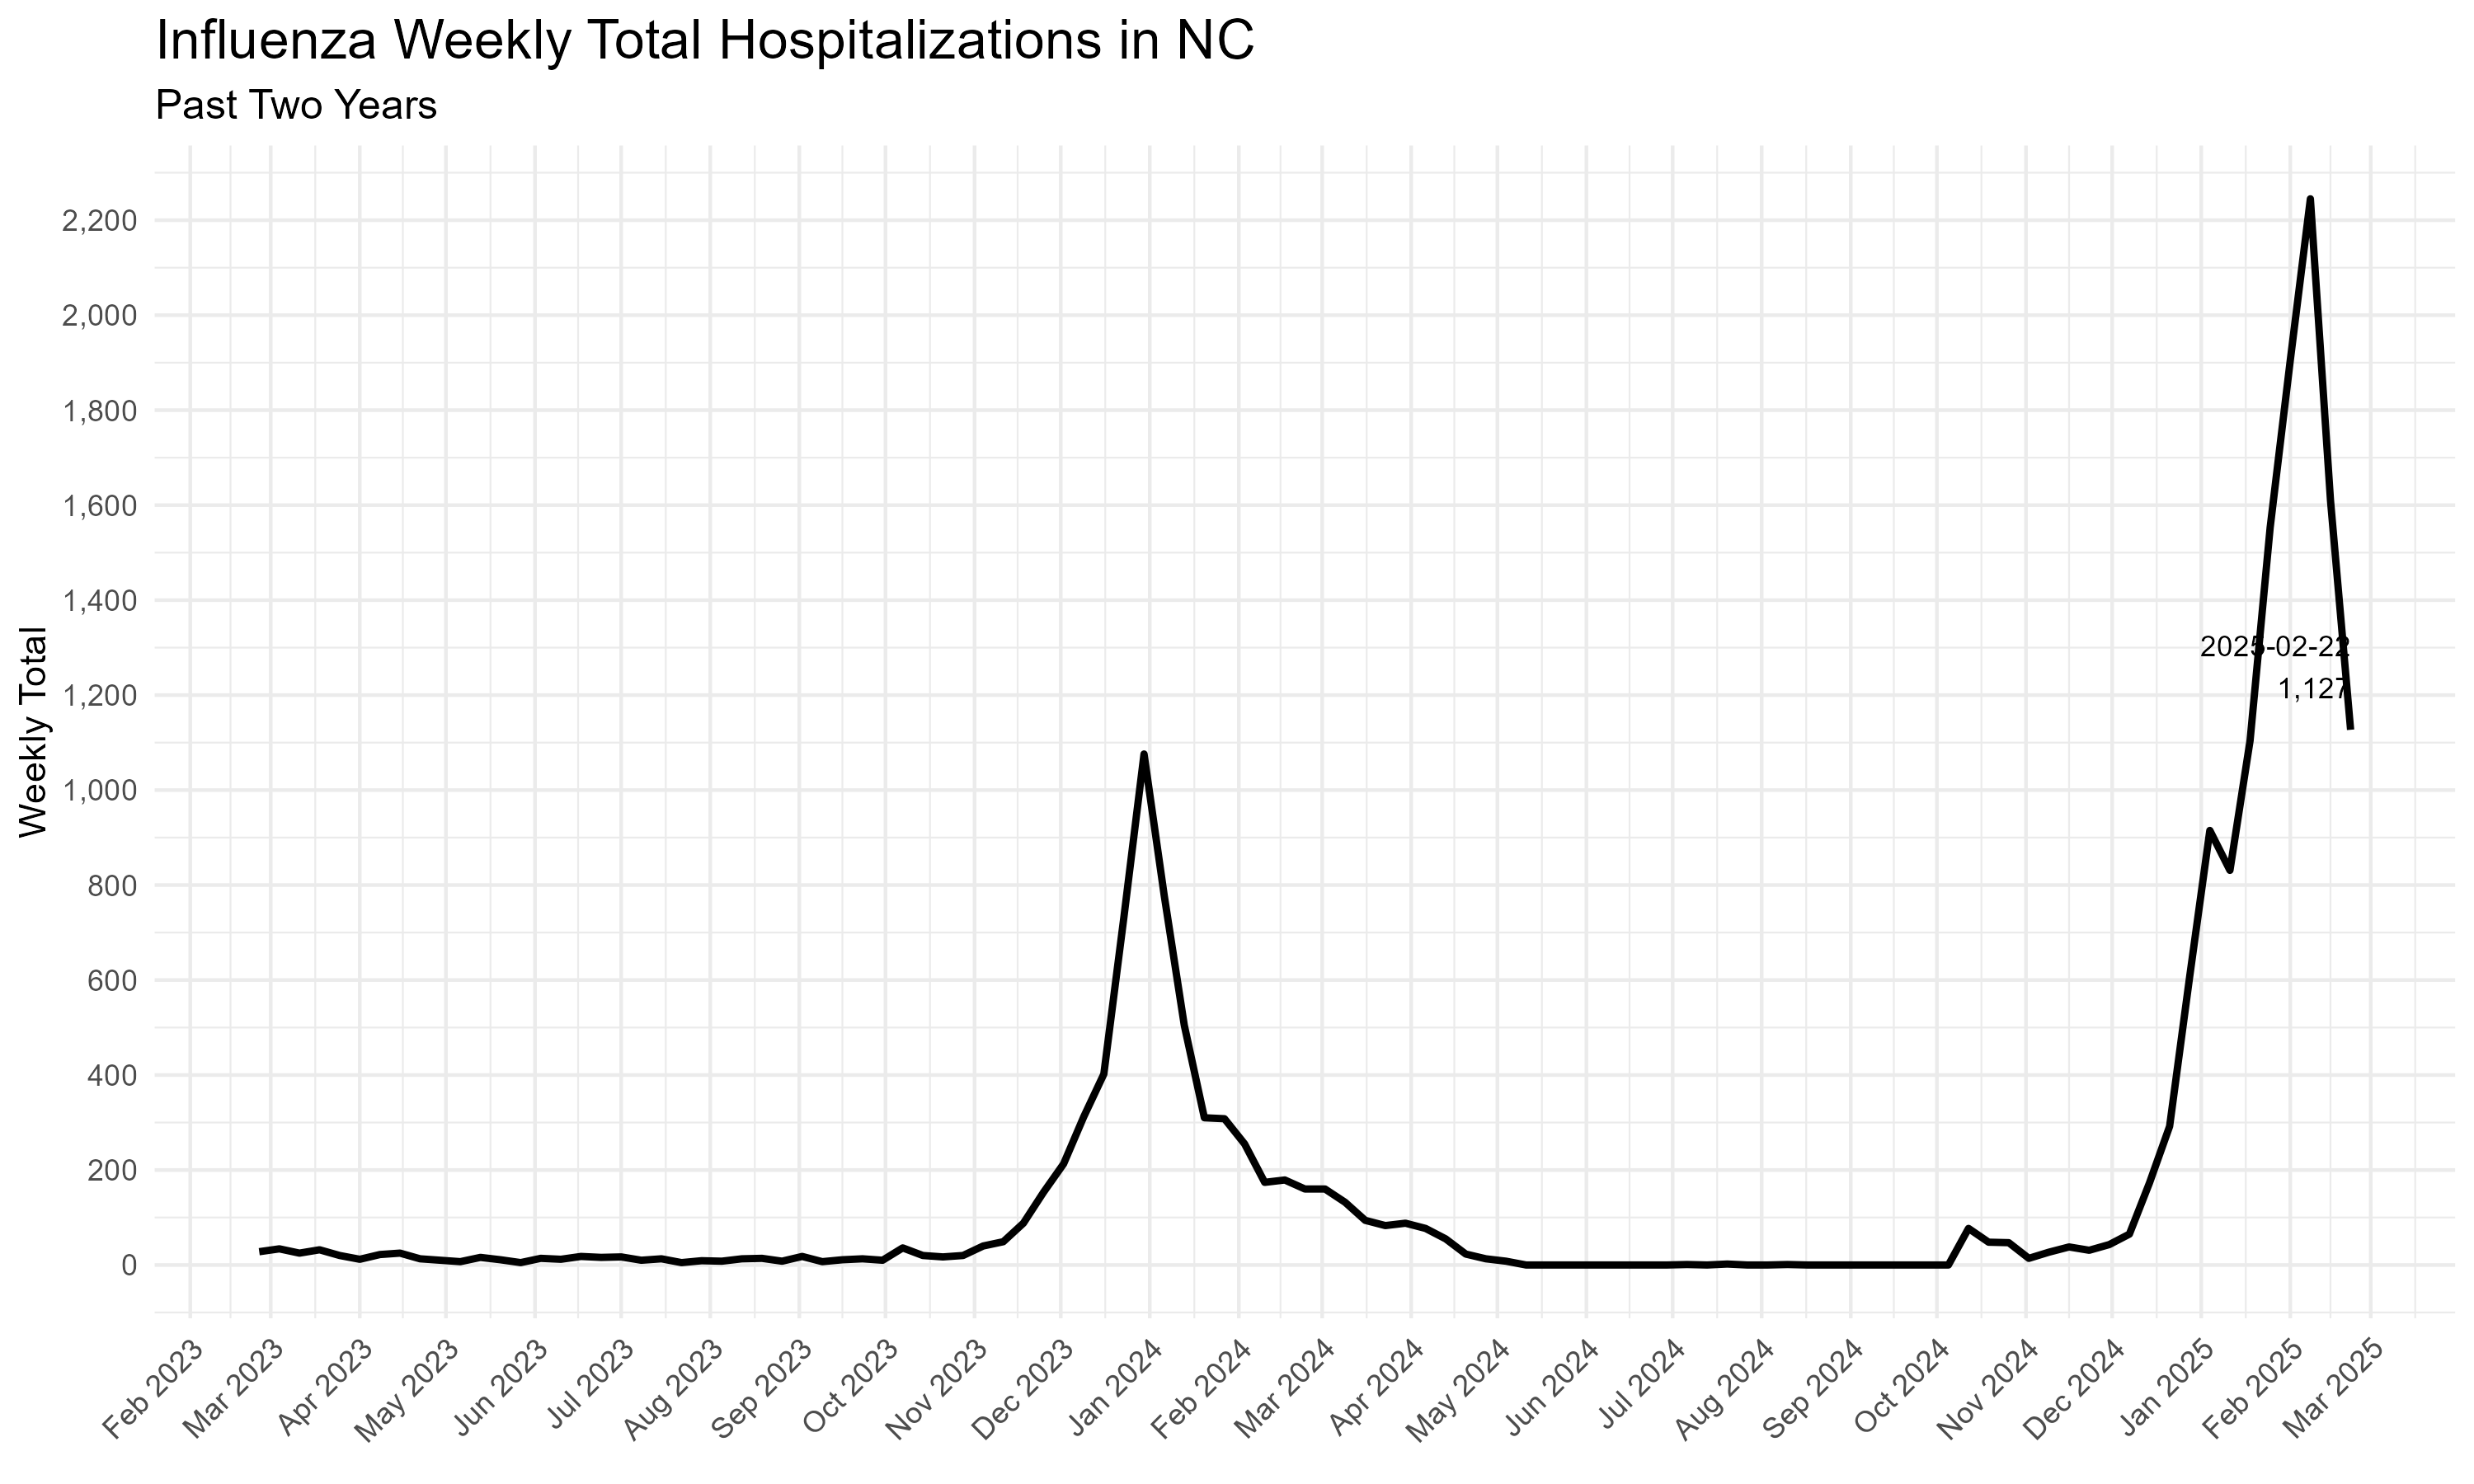 Influenza Weekly Total Hospitalizations in NC
Past Two Years
Weekly Total
2,200
2,000
1,800
1,600
1,400
1,200
1,000
800
600
400
200
0
2025-02-22
1,127
Feb 2023
Mar 2023
Apr 2023
May 2023
Jun 2023
Jul 2023
Aug 2023
Sep 2023
Oct 2023
Nov 2023
Dec 2023
Jan 2024
Feb 2024
Mar 2024
Apr 2024
May 2024
Jun 2024
Jul 2024
Aug 2024
Sep 2024
Oct 2024
Nov 2024
Dec 2024
Jan 2025
Feb 2025
Mar 2025